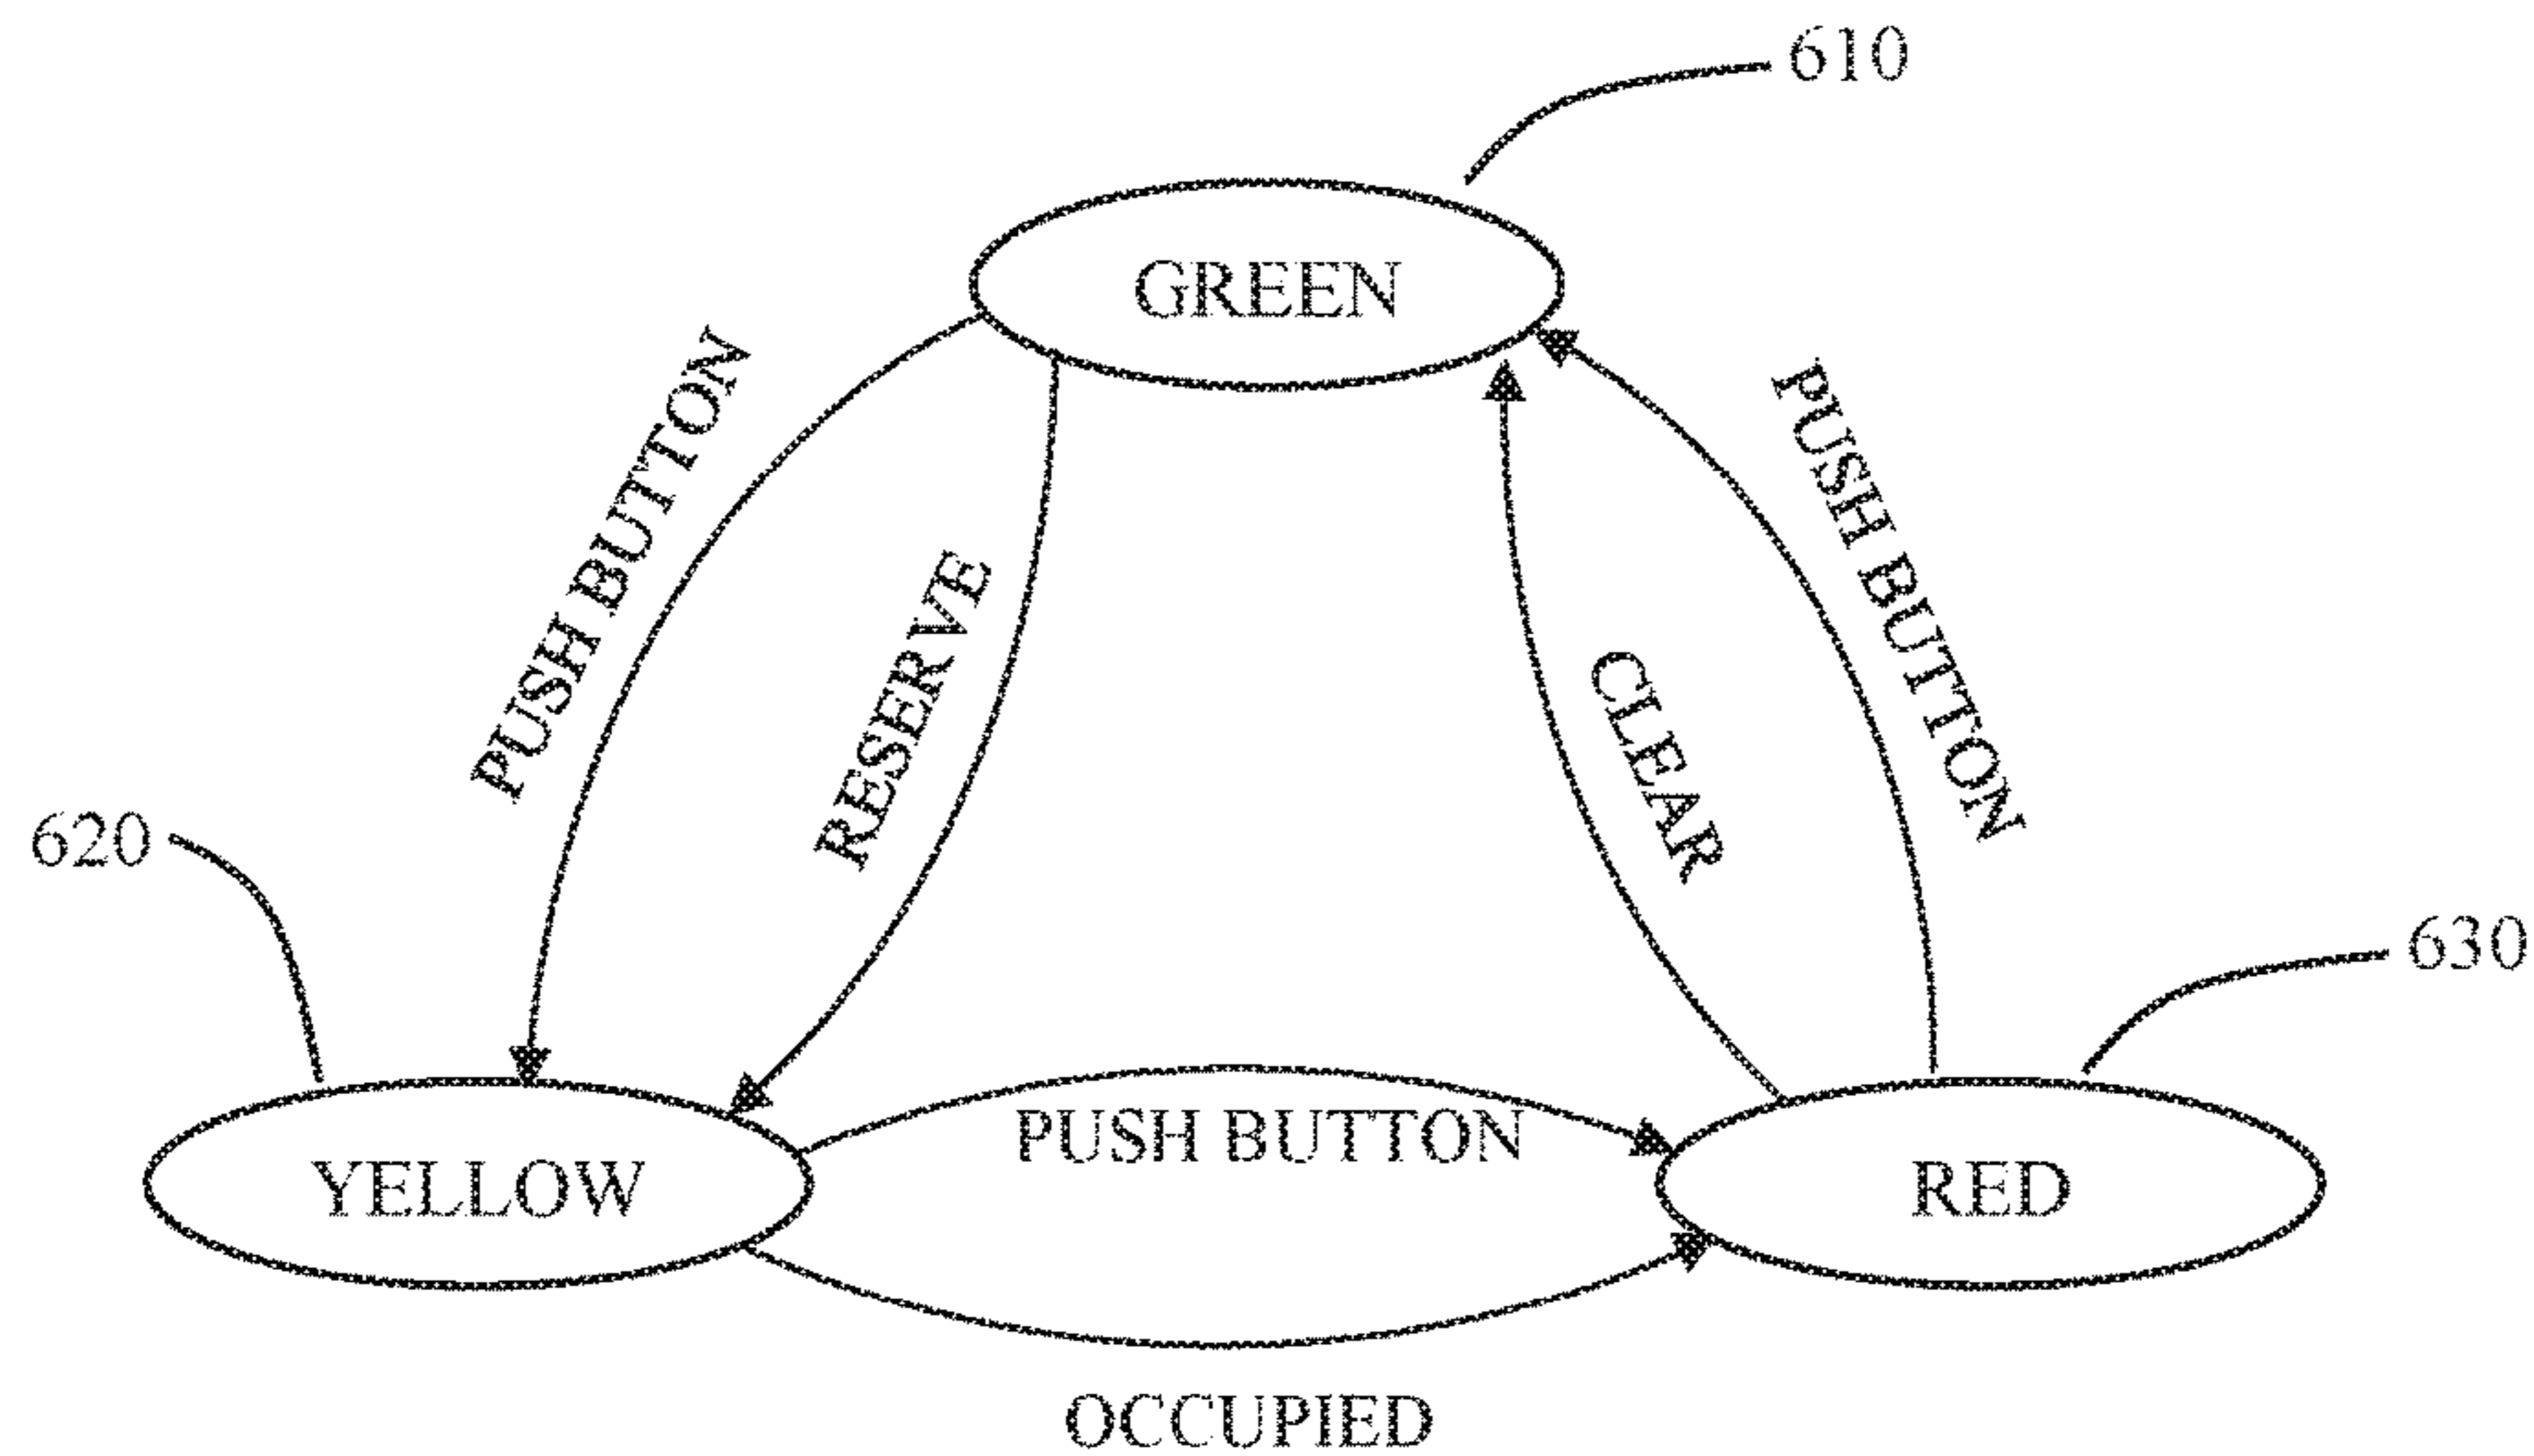 610
GREEN
PUSH BUTTON
RESERVE
CLEAR
PUSH BUTTON
620
630
YELLOW
PUSH BUTTON
RED
OCCUPIED